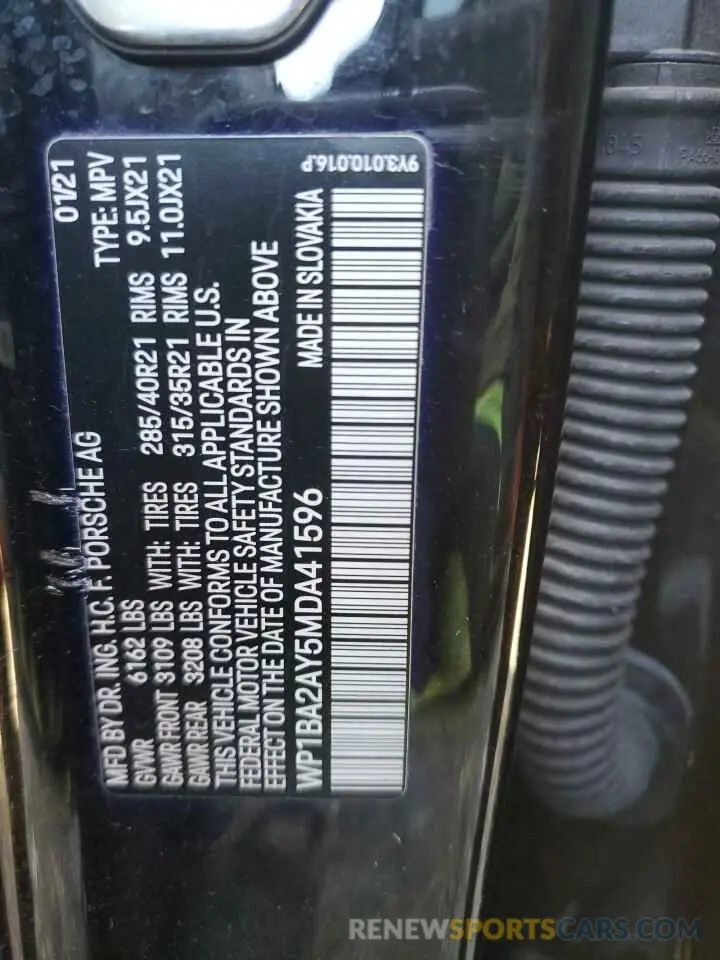 MFD BY DR. ING. H.C. F. PORSCHE AG 01/21
GVWR 6162 LBS TYPE: MPV
GAWR FRONT 3109 LBS WITH: TIRES 285/40R21 RIMS 9.5JX21
GAWR REAR 3208 LBS WITH: TIRES 315/35R21 RIMS 11.0JX21
THIS VEHICLE CONFORMS TO ALL APPLICABLE U.S.
FEDERAL MOTOR VEHICLE SAFETY STANDARDS IN
EFFECT ON THE DATE OF MANUFACTURE SHOWN ABOVE
WP1BA2AY5MDA41596 MADE IN SLOVAKIA
9Y3.010.016.P
RENEWSPORTSCARS.COM